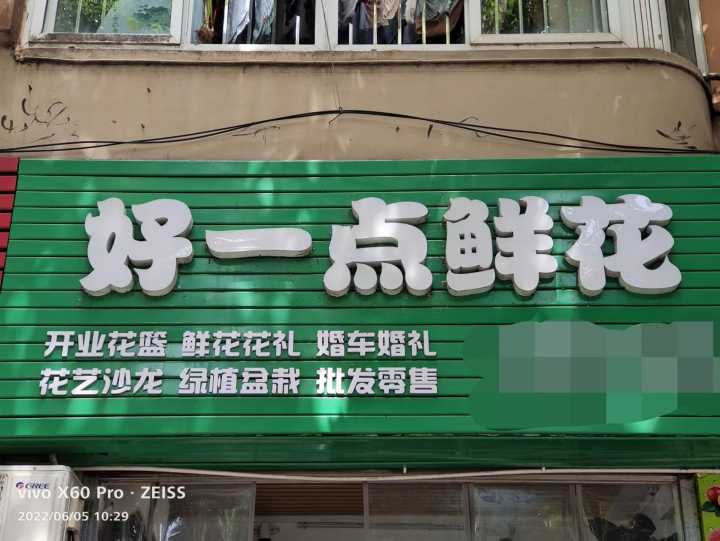 好一点鲜花
开业花篮 鲜花花礼 婚车婚礼
花艺沙龙 绿植盆栽 批发零售
GREE
vivo X60 Pro · ZEISS
2022/06/05 10:29